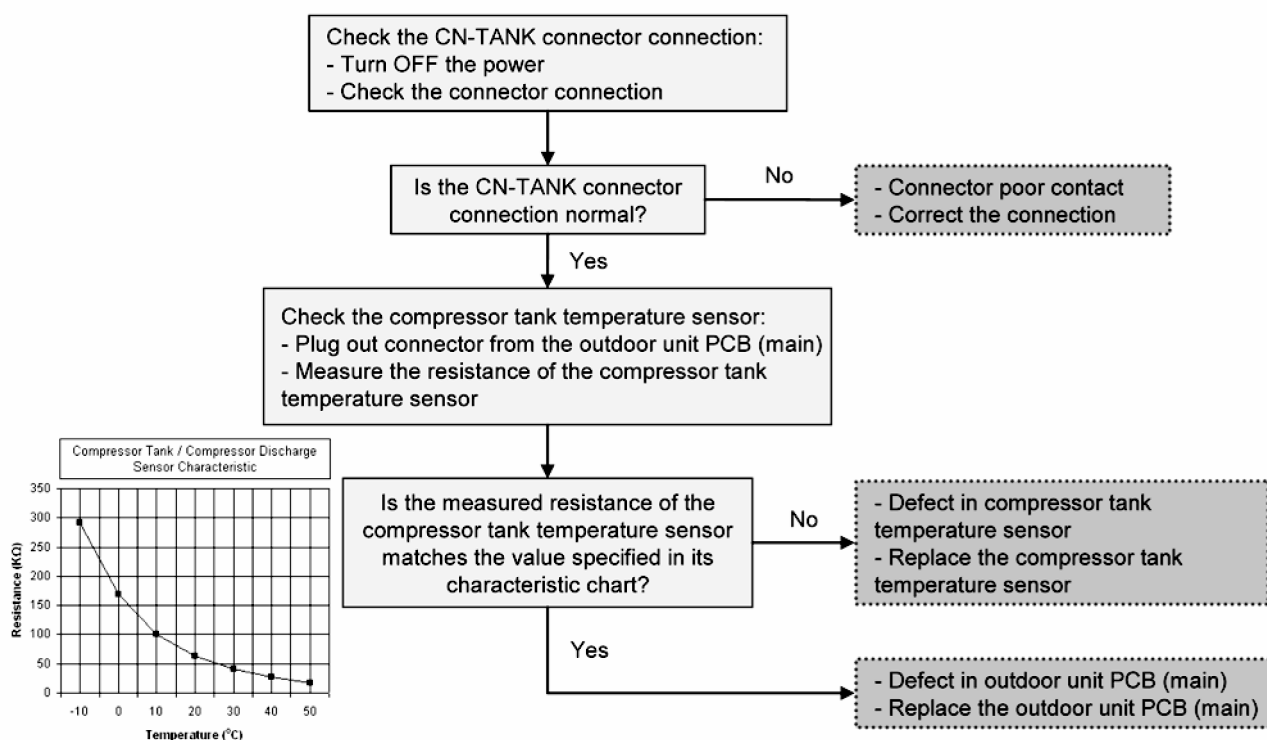 Check the CN-TANK connector connection:
- Turn OFF the power
- Check the connector connection
Is the CN-TANK connector
connection normal?
No
- Connector poor contact
- Correct the connection
Yes
Check the compressor tank temperature sensor:
- Plug out connector from the outdoor unit PCB (main)
- Measure the resistance of the compressor tank
temperature sensor
Compressor Tank / Compressor Discharge
Sensor Characteristic
350
300
250
200
150
100
50
0
Resistance (KΩ)
-10 0 10 20 30 40 50
Temperature (°C)
Is the measured resistance of the
compressor tank temperature sensor
matches the value specified in its
characteristic chart?
No
- Defect in compressor tank
temperature sensor
- Replace the compressor tank
temperature sensor
Yes
- Defect in outdoor unit PCB (main)
- Replace the outdoor unit PCB (main)